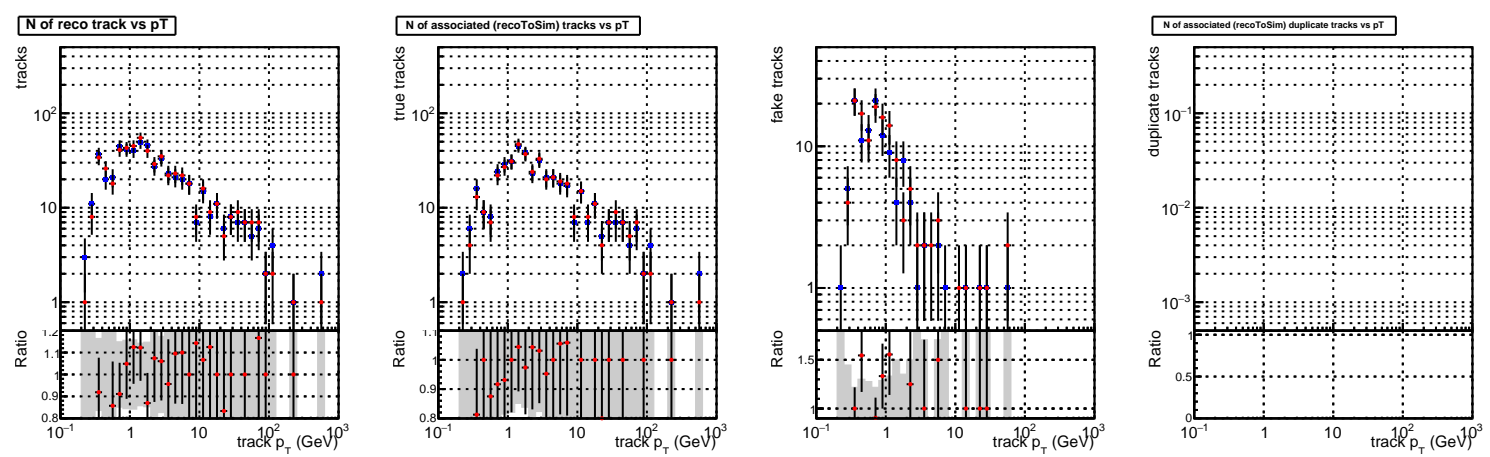 N of reco track vs pT
tracks
10²
10
1
Ratio
1.2
1.1
1
0.9
0.8
10⁻¹ 1 10 10² 10³
track p_T (GeV)
N of associated (recoToSim) tracks vs pT
true tracks
10²
10
1
Ratio
1.1
1
0.9
0.8
10⁻¹ 1 10 10² 10³
track p_T (GeV)
fake tracks
10
1
Ratio
1.5
1
10⁻¹ 1 10 10² 10³
track p_T (GeV)
N of associated (recoToSim) duplicate tracks vs pT
duplicate tracks
10⁻¹
10⁻²
10⁻³
Ratio
1
0.5
0
10⁻¹ 1 10 10² 10³
track p_T (GeV)